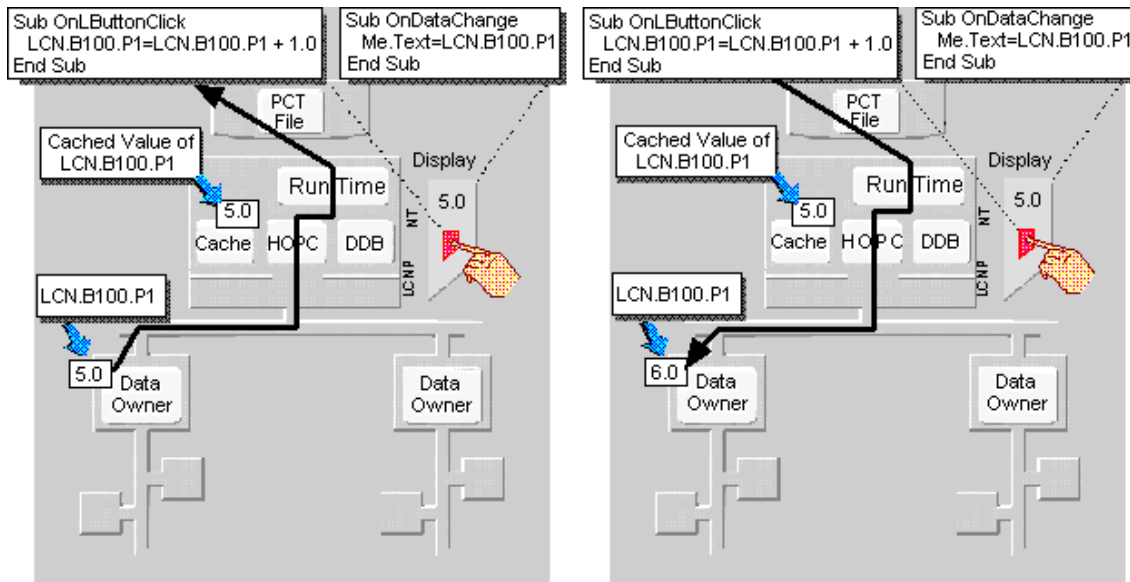 Sub OnLButtonClick
LCN.B100.P1=LCN.B100.P1 + 1.0
End Sub
Sub OnDataChange
Me.Text=LCN.B100.P1
End Sub
PCT
File
Cached Value of
LCN.B100.P1
Display
Run Time
5.0
5.0
NT
Cache
HOPC
DDB
LCNP
LCN.B100.P1
5.0
Data
Owner
Data
Owner
Sub OnLButtonClick
LCN.B100.P1=LCN.B100.P1 + 1.0
End Sub
Sub OnDataChange
Me.Text=LCN.B100.P1
End Sub
PCT
File
Cached Value of
LCN.B100.P1
Display
Run Time
5.0
5.0
NT
Cache
HOPC
DDB
LCNP
LCN.B100.P1
6.0
Data
Owner
Data
Owner